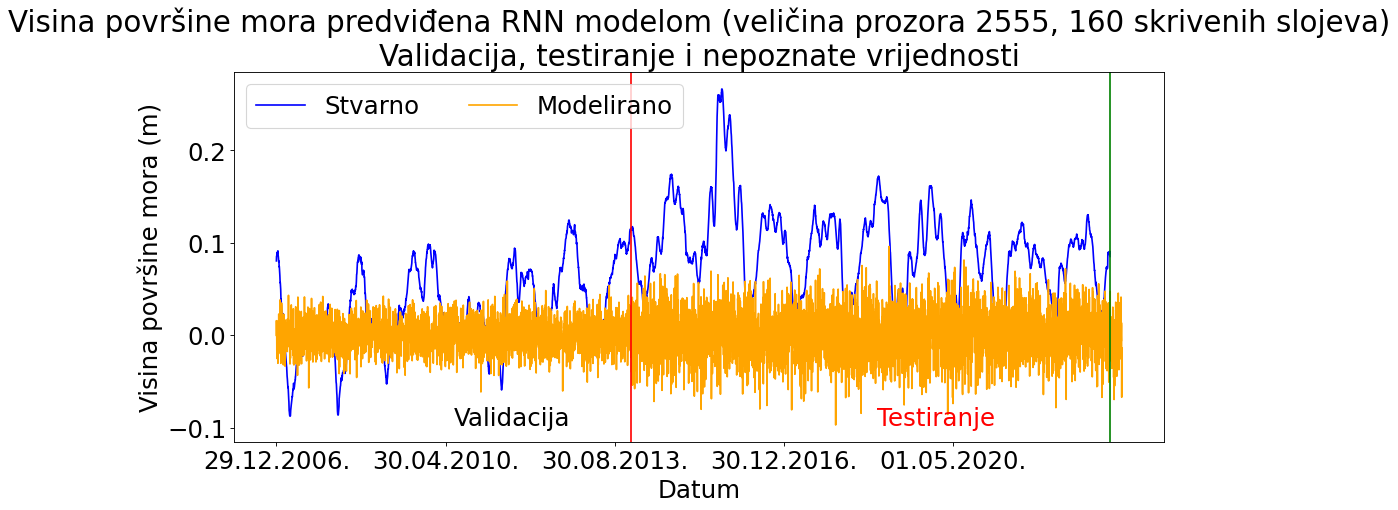 Visina površine mora predviđena RNN modelom (veličina prozora 2555, 160 skrivenih slojeva)
Validacija, testiranje i nepoznate vrijednosti
Stvarno
Modelirano
Visina površine mora (m)
0.2
0.1
0.0
−0.1
Validacija
Testiranje
29.12.2006.
30.04.2010.
30.08.2013.
30.12.2016.
01.05.2020.
Datum